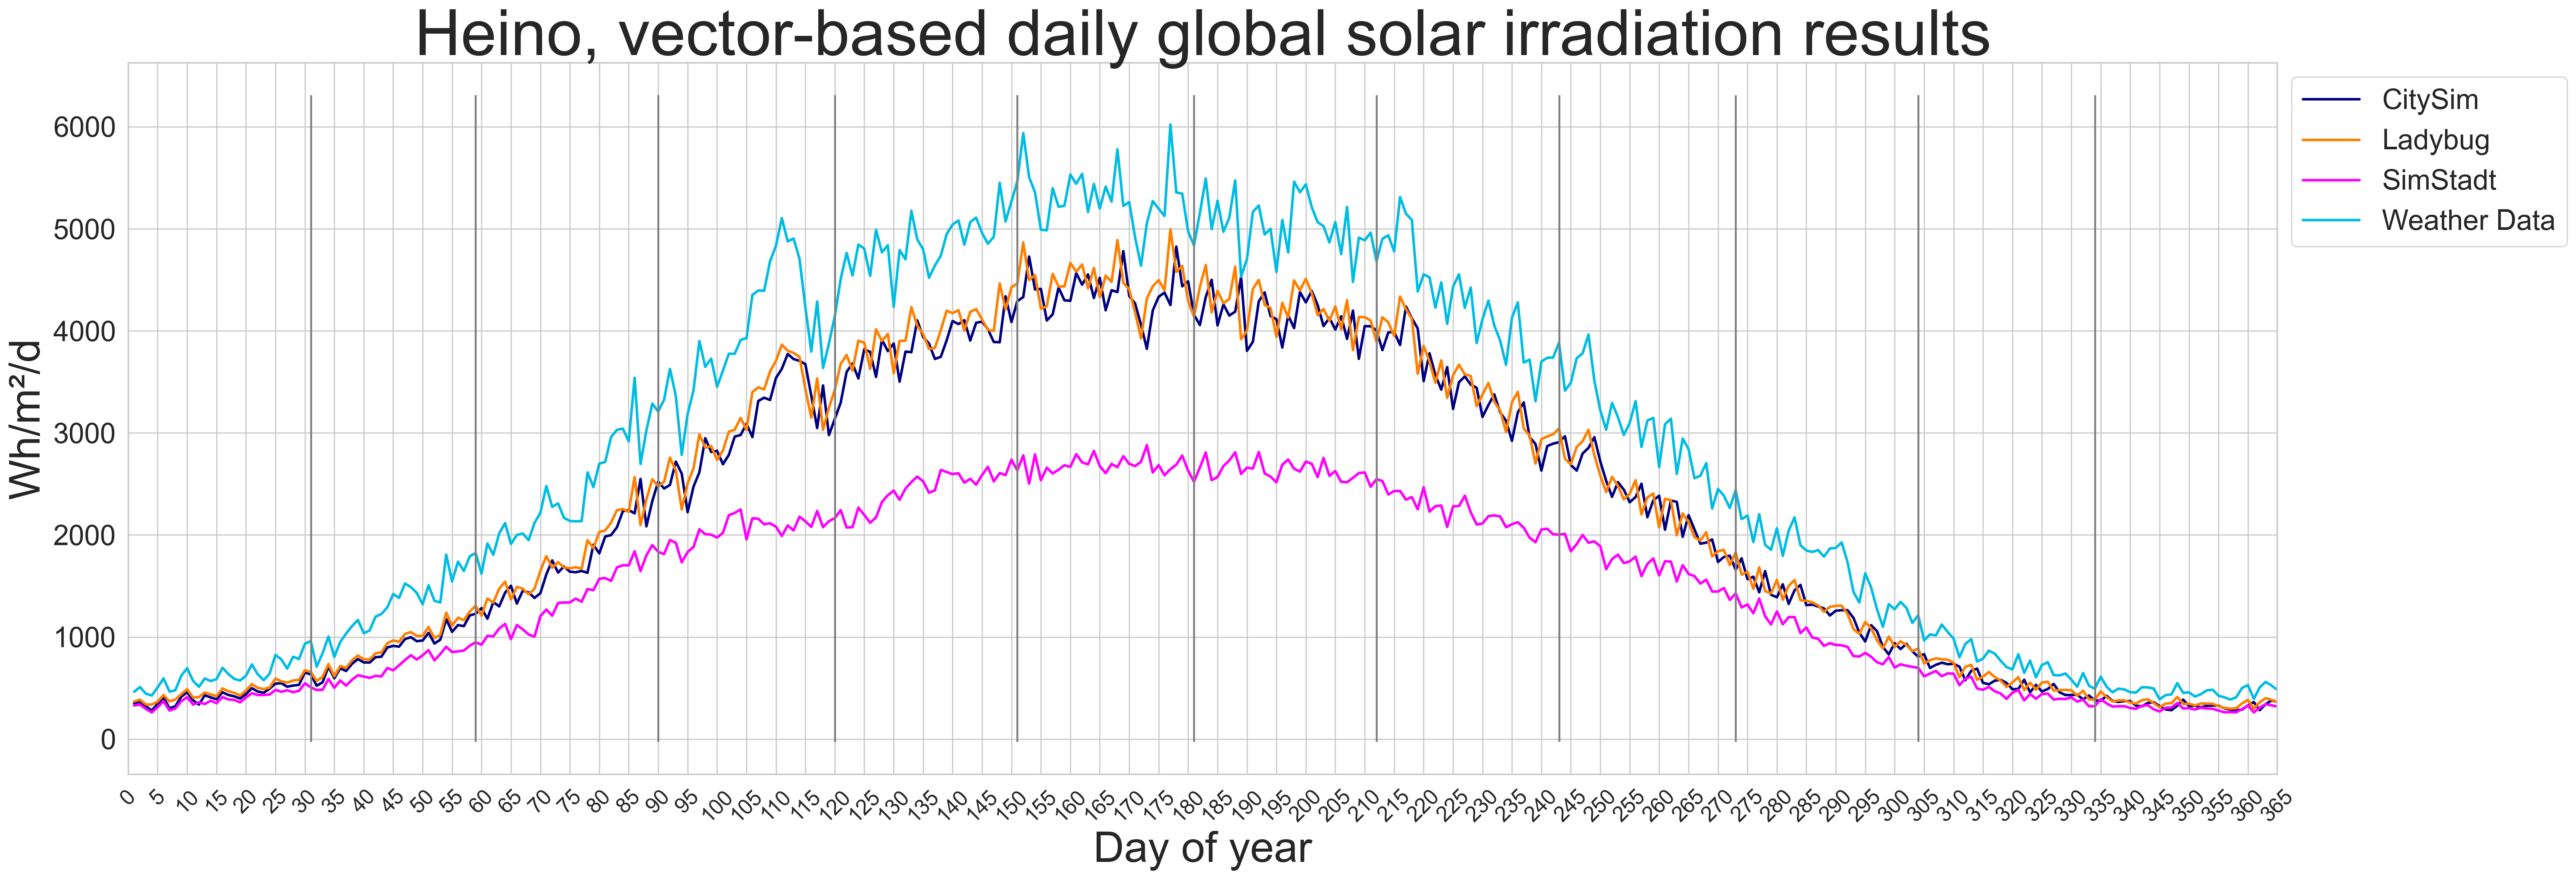 Heino, vector-based daily global solar irradiation results
CitySim
Ladybug
SimStadt
Weather Data
Wh/m²/d
6000
5000
4000
3000
2000
1000
0
0 5 10 15 20 25 30 35 40 45 50 55 60 65 70 75 80 85 90 95 100 105 110 115 120 125 130 135 140 145 150 155 160 165 170 175 180 185 190 195 200 205 210 215 220 225 230 235 240 245 250 255 260 265 270 275 280 285 290 295 300 305 310 315 320 325 330 335 340 345 350 355 360 365
Day of year